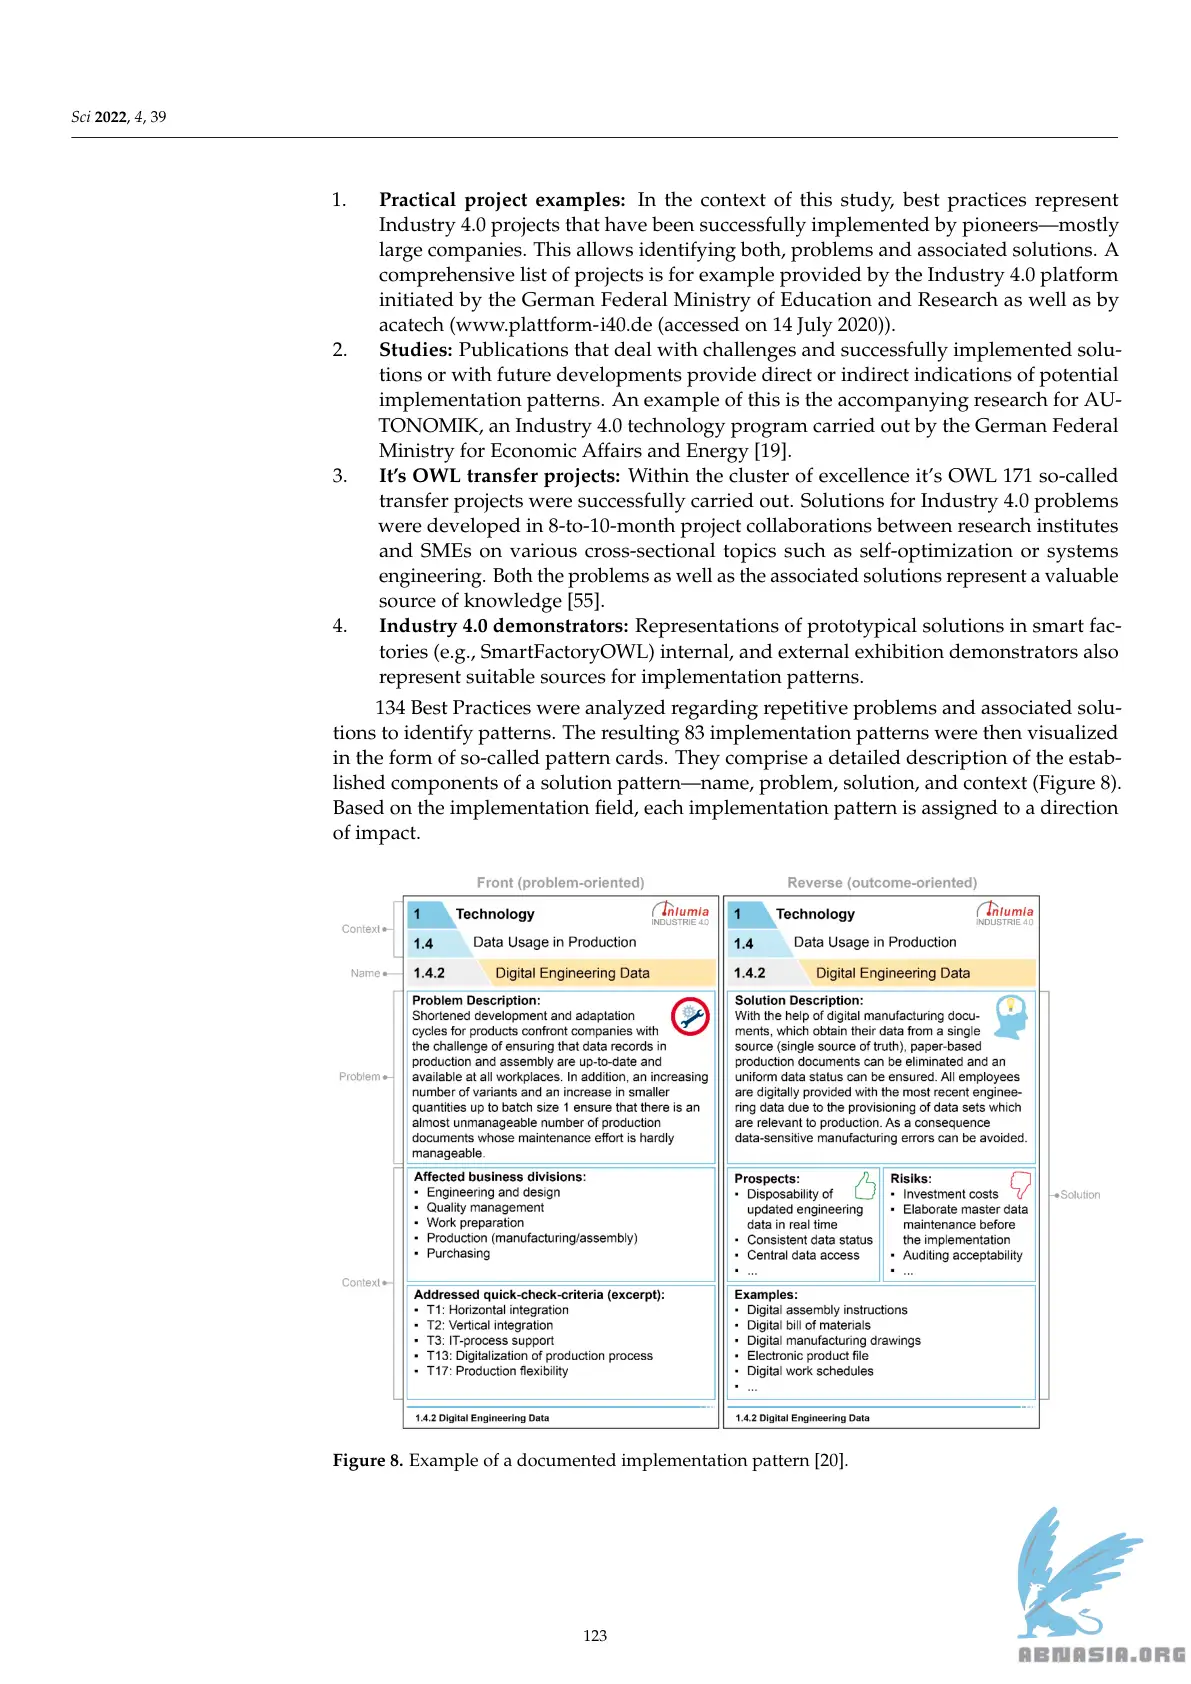 Sci 2022, 4, 39
1. Practical project examples: In the context of this study, best practices represent
Industry 4.0 projects that have been successfully implemented by pioneers—mostly
large companies. This allows identifying both, problems and associated solutions. A
comprehensive list of projects is for example provided by the Industry 4.0 platform
initiated by the German Federal Ministry of Education and Research as well as by
acatech (www.plattform-i40.de (accessed on 14 July 2020)).
2. Studies: Publications that deal with challenges and successfully implemented solu-
tions or with future developments provide direct or indirect indications of potential
implementation patterns. An example of this is the accompanying research for AU-
TONOMIK, an Industry 4.0 technology program carried out by the German Federal
Ministry for Economic Affairs and Energy [19].
3. It's OWL transfer projects: Within the cluster of excellence it's OWL 171 so-called
transfer projects were successfully carried out. Solutions for Industry 4.0 problems
were developed in 8-to-10-month project collaborations between research institutes
and SMEs on various cross-sectional topics such as self-optimization or systems
engineering. Both the problems as well as the associated solutions represent a valuable
source of knowledge [55].
4. Industry 4.0 demonstrators: Representations of prototypical solutions in smart fac-
tories (e.g., SmartFactoryOWL) internal, and external exhibition demonstrators also
represent suitable sources for implementation patterns.
134 Best Practices were analyzed regarding repetitive problems and associated solu-
tions to identify patterns. The resulting 83 implementation patterns were then visualized
in the form of so-called pattern cards. They comprise a detailed description of the estab-
lished components of a solution pattern—name, problem, solution, and context (Figure 8).
Based on the implementation field, each implementation pattern is assigned to a direction
of impact.
Front (problem-oriented)
Context
1 Technology
Inlumia
INDUSTRIE 4.0
1.4 Data Usage in Production
Name
1.4.2 Digital Engineering Data
Problem
Problem Description:
Shortened development and adaptation
cycles for products confront companies with
the challenge of ensuring that data records in
production and assembly are up-to-date and
available at all workplaces. In addition, an increasing
number of variants and an increase in smaller
quantities up to batch size 1 ensure that there is an
almost unmanageable number of production
documents whose maintenance effort is hardly
manageable.
Context
Affected business divisions:
▪ Engineering and design
▪ Quality management
▪ Work preparation
▪ Production (manufacturing/assembly)
▪ Purchasing
Addressed quick-check-criteria (excerpt):
▪ T1: Horizontal integration
▪ T2: Vertical integration
▪ T3: IT-process support
▪ T13: Digitalization of production process
▪ T17: Production flexibility
1.4.2 Digital Engineering Data
Reverse (outcome-oriented)
1 Technology
Inlumia
INDUSTRIE 4.0
1.4 Data Usage in Production
1.4.2 Digital Engineering Data
Solution Description:
With the help of digital manufacturing docu-
ments, which obtain their data from a single
source (single source of truth), paper-based
production documents can be eliminated and an
uniform data status can be ensured. All employees
are digitally provided with the most recent enginee-
ring data due to the provisioning of data sets which
are relevant to production. As a consequence
data-sensitive manufacturing errors can be avoided.
Prospects:
▪ Disposability of
updated engineering
data in real time
▪ Consistent data status
▪ Central data access
▪ ...
Risiks:
▪ Investment costs
▪ Elaborate master data
maintenance before
the implementation
▪ Auditing acceptability
▪ ...
Solution
Examples:
▪ Digital assembly instructions
▪ Digital bill of materials
▪ Digital manufacturing drawings
▪ Electronic product file
▪ Digital work schedules
▪ ...
1.4.2 Digital Engineering Data
Figure 8. Example of a documented implementation pattern [20].
123
ABNASIA.ORG